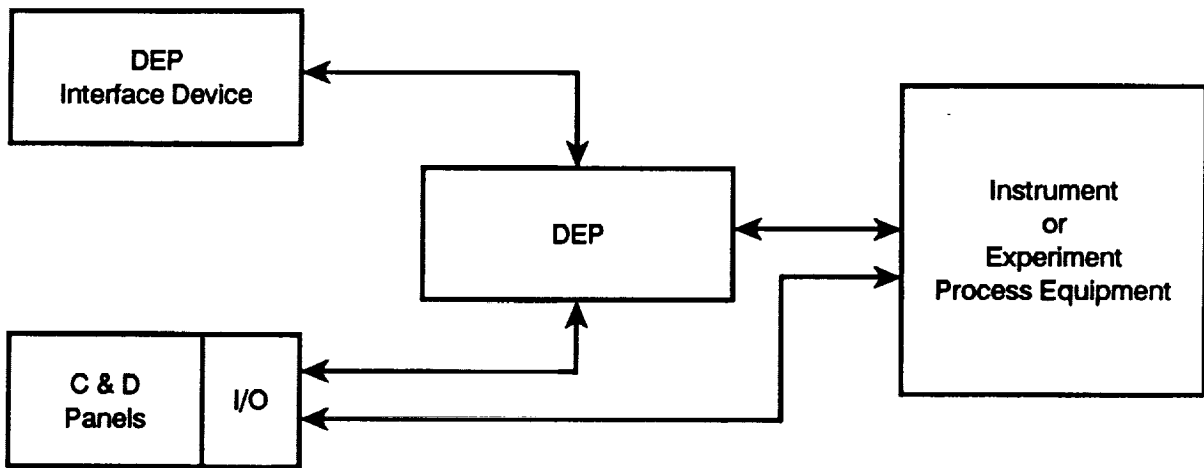 DEP
Interface Device
DEP
Instrument
or
Experiment
Process Equipment
C & D
Panels
I/O